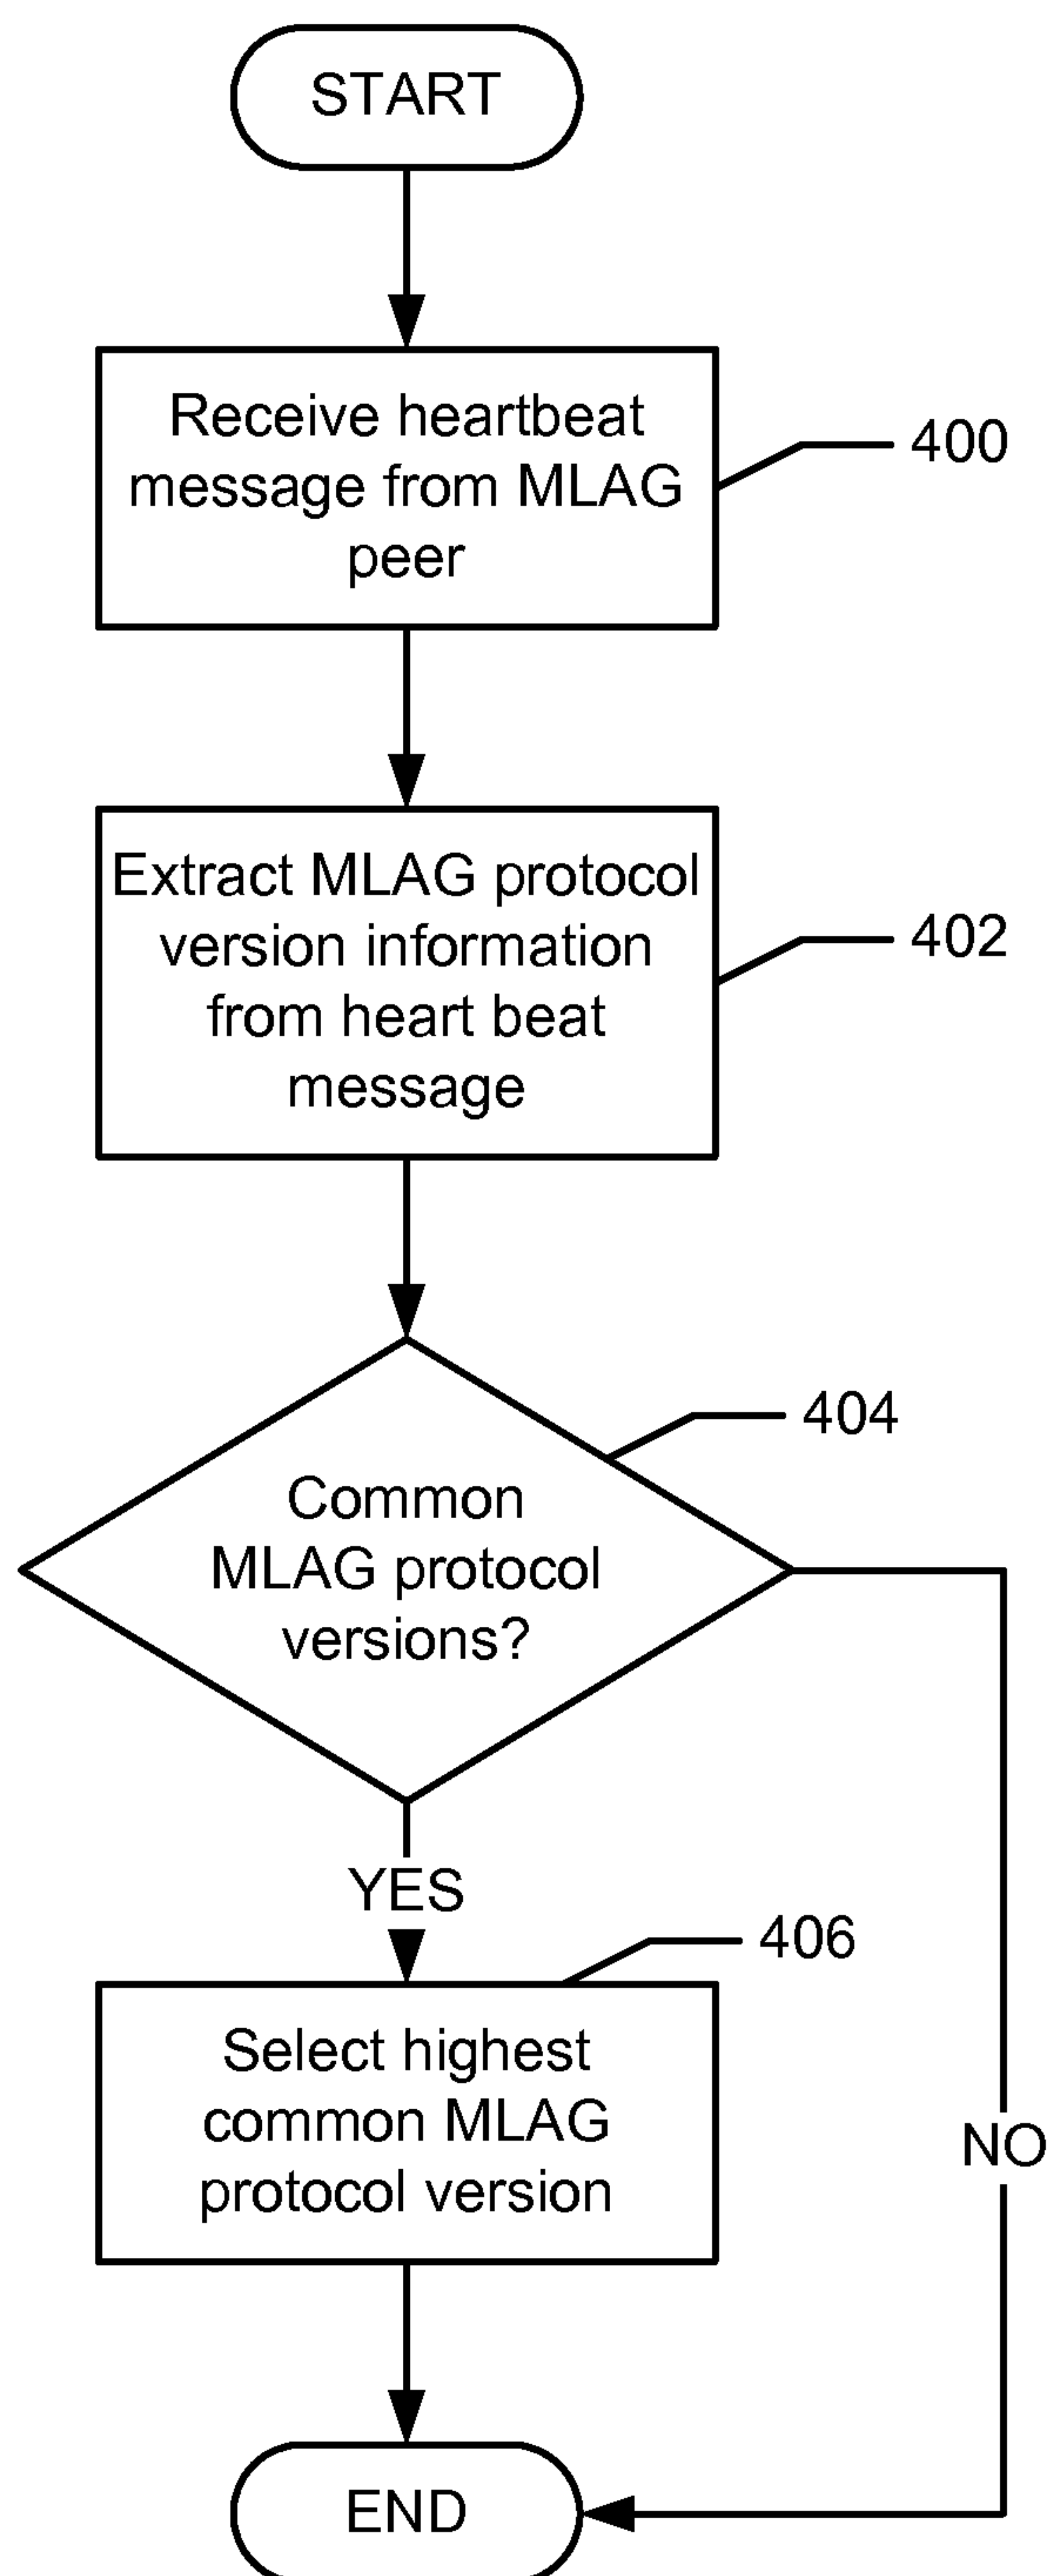 START
Receive heartbeat
message from MLAG
peer
400
Extract MLAG protocol
version information
from heart beat
message
402
404
Common
MLAG protocol
versions?
YES
406
Select highest
common MLAG
protocol version
NO
END